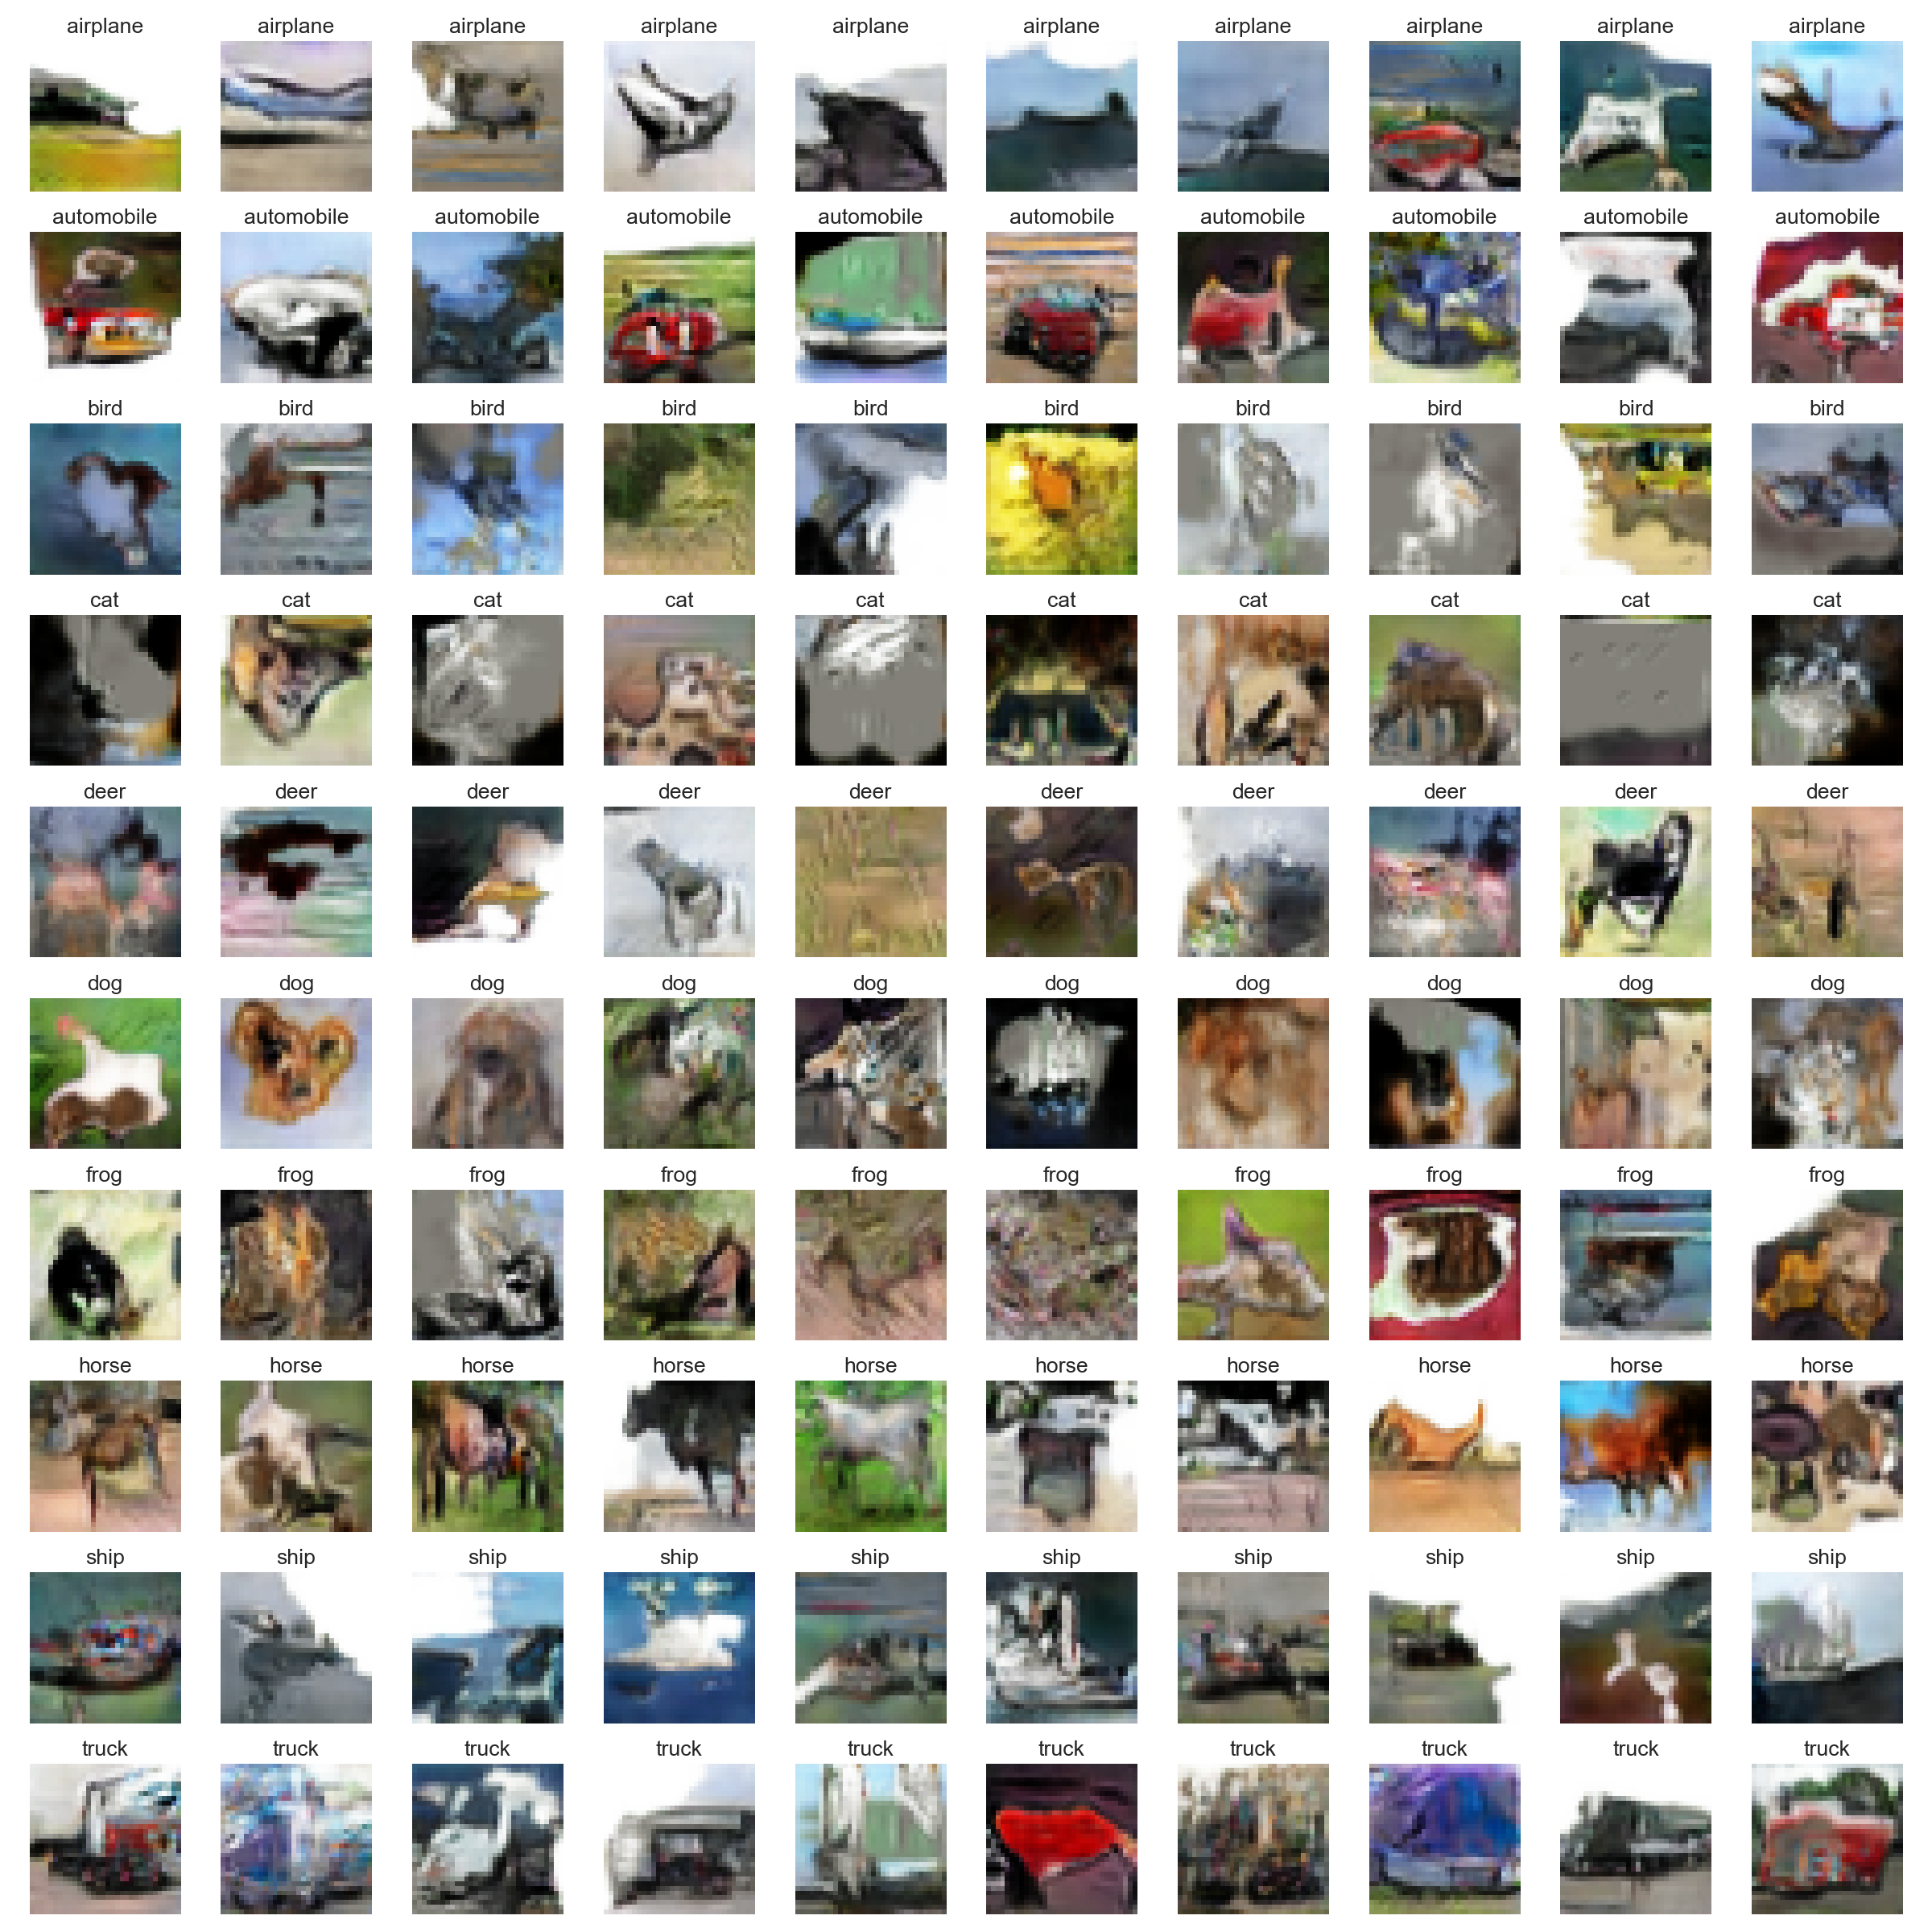 airplane airplane airplane airplane airplane airplane airplane airplane airplane airplane
automobile automobile automobile automobile automobile automobile automobile automobile automobile automobile
bird bird bird bird bird bird bird bird bird bird
cat cat cat cat cat cat cat cat cat cat
deer deer deer deer deer deer deer deer deer deer
dog dog dog dog dog dog dog dog dog dog
frog frog frog frog frog frog frog frog frog frog
horse horse horse horse horse horse horse horse horse horse
ship ship ship ship ship ship ship ship ship ship
truck truck truck truck truck truck truck truck truck truck